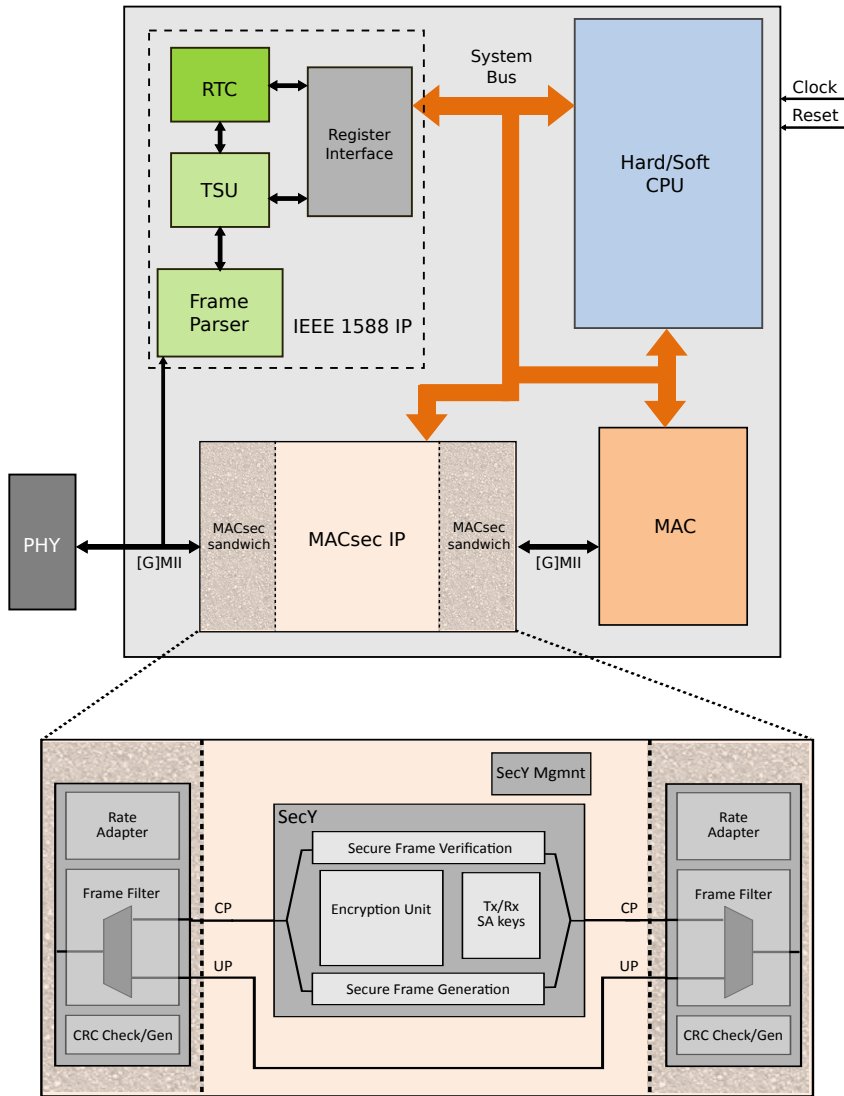 System
Bus
Clock
Reset
RTC
Register
Interface
Hard/Soft
CPU
TSU
Frame
Parser
IEEE 1588 IP
PHY
[G]MII
MACsec
sandwich
MACsec IP
MACsec
sandwich
[G]MII
MAC
SecY Mgmnt
Rate
Adapter
Frame Filter
CRC Check/Gen
CP
UP
SecY
Secure Frame Verification
Encryption Unit
Tx/Rx
SA keys
Secure Frame Generation
CP
UP
Rate
Adapter
Frame Filter
CRC Check/Gen